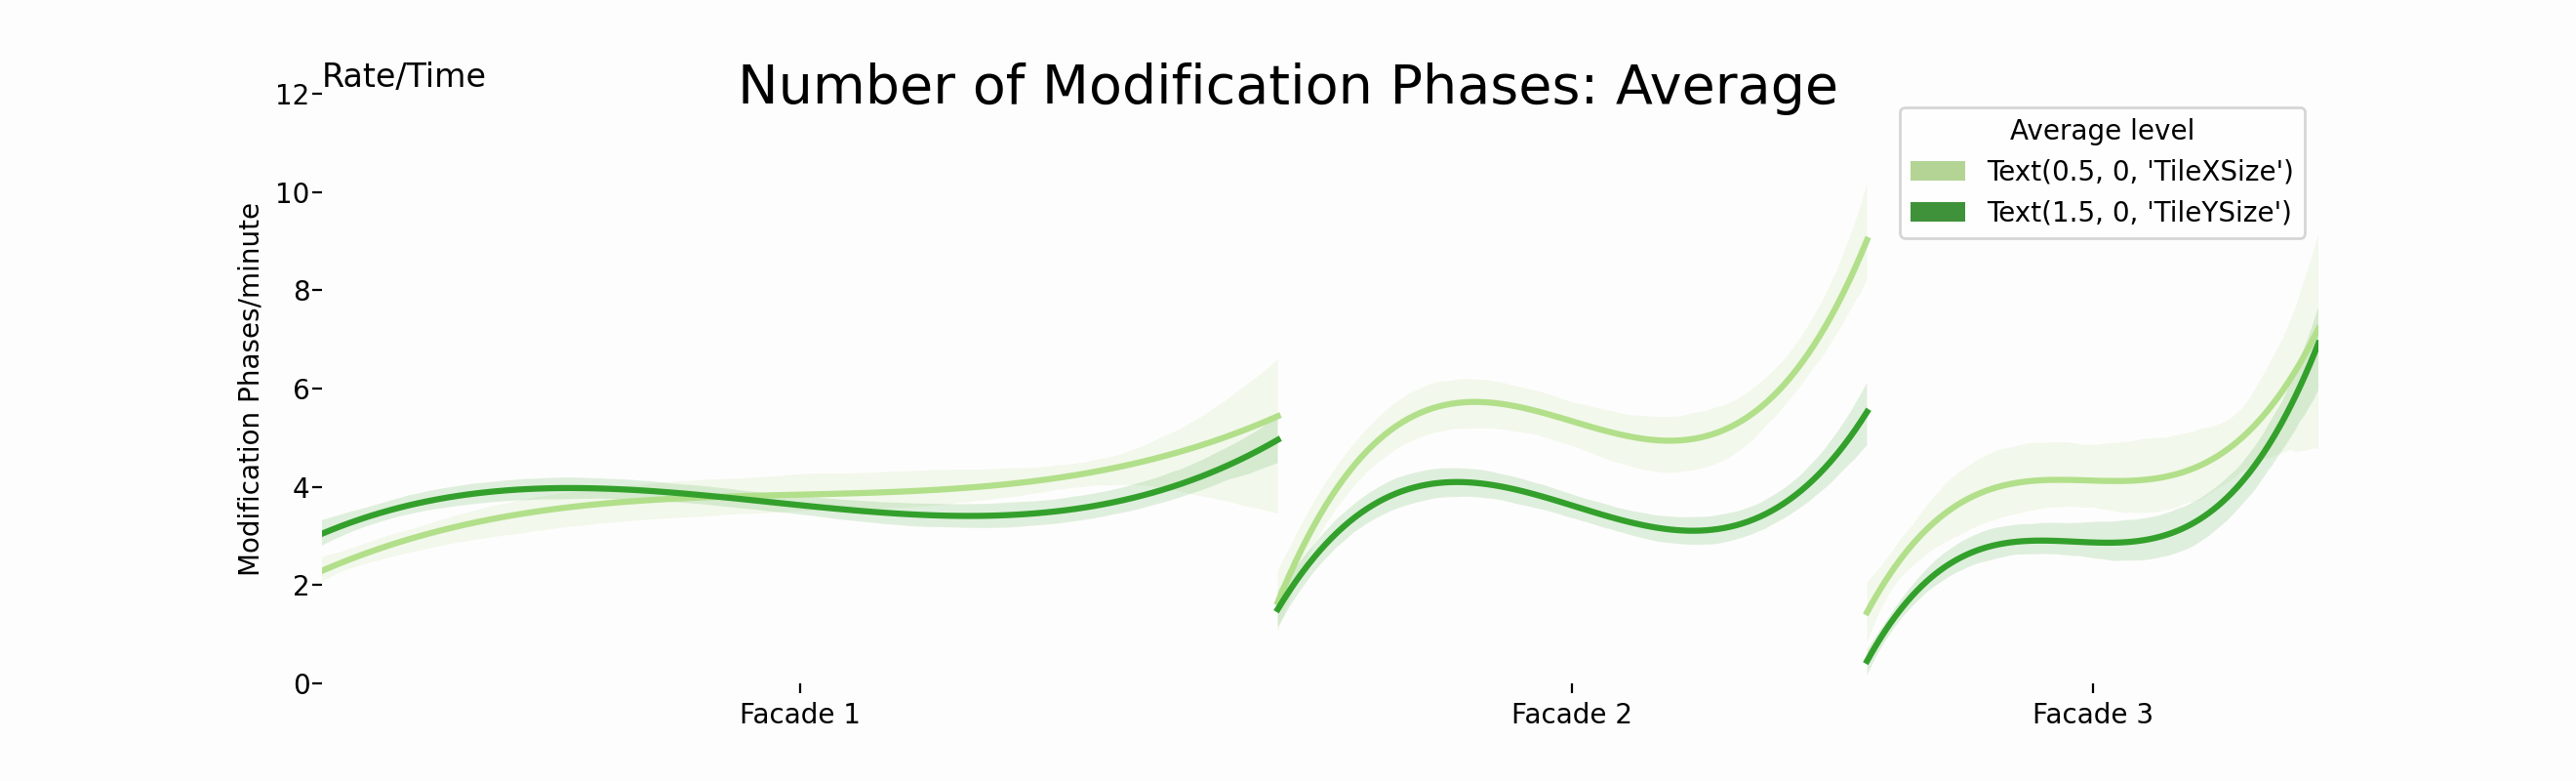 Rate/Time
Number of Modification Phases: Average
Modification Phases/minute
12
10
8
6
4
2
0
Average level
Text(0.5, 0, 'TileXSize')
Text(1.5, 0, 'TileYSize')
Facade 1
Facade 2
Facade 3